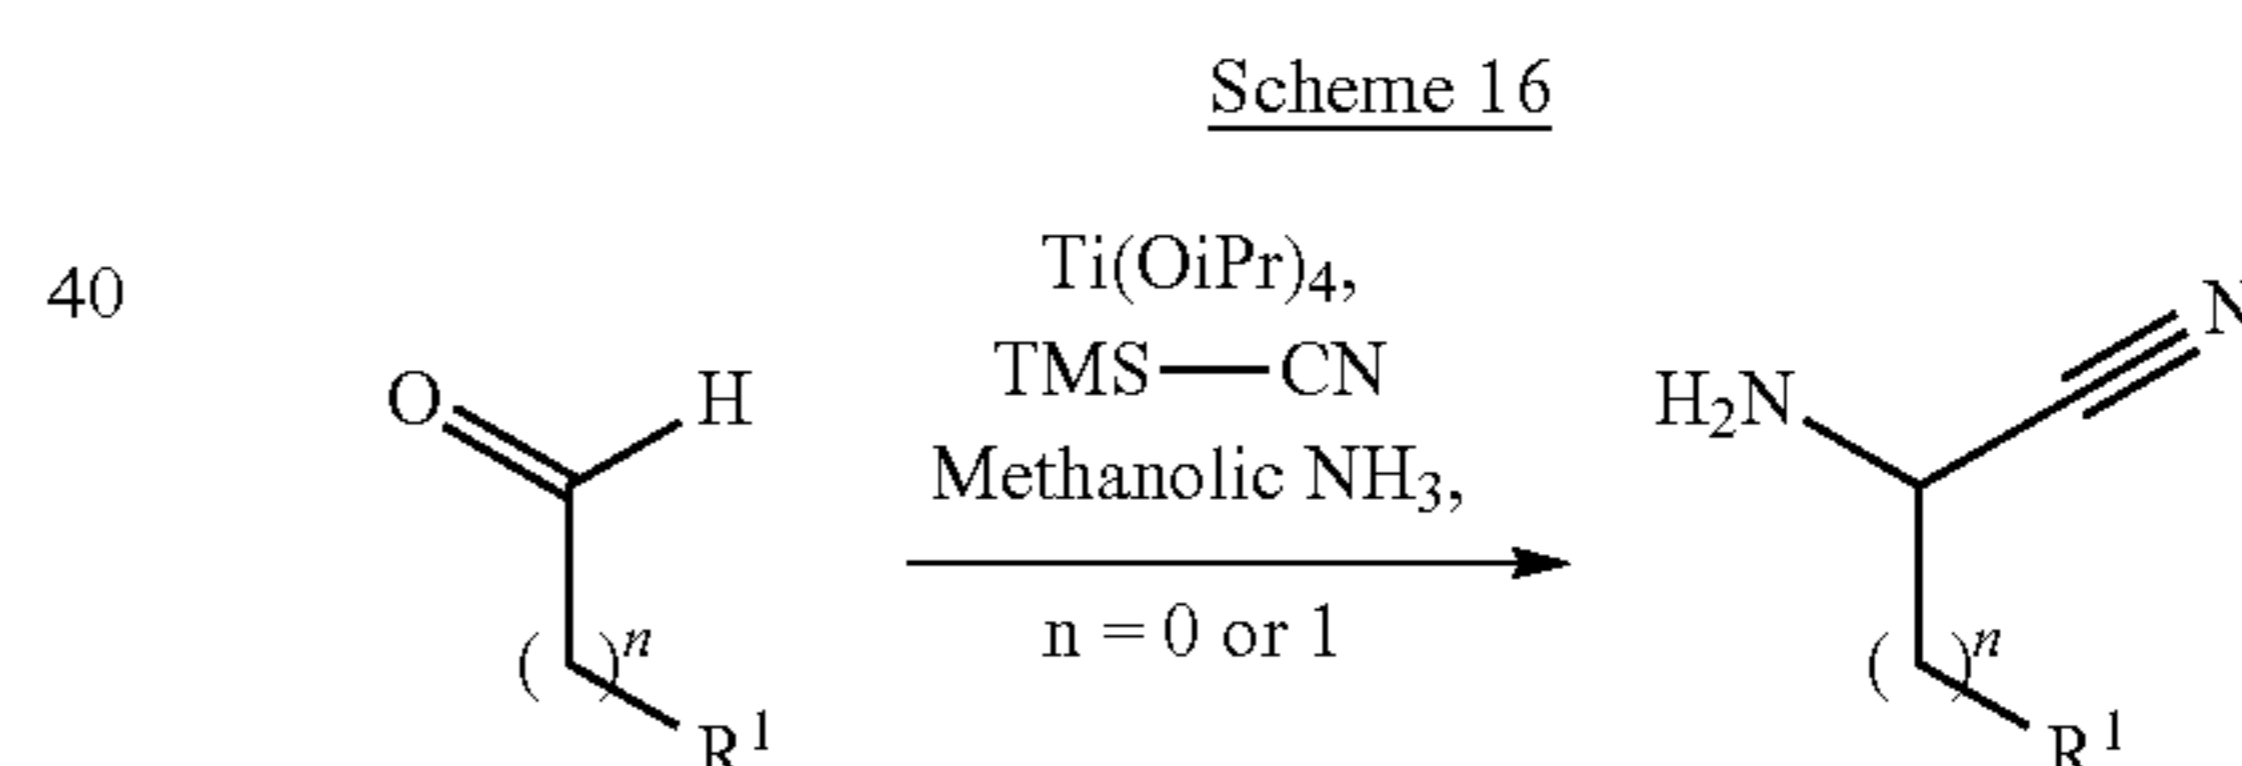 Scheme 16
40
Ti(OiPr)₄,
TMS—CN
Methanolic NH₃,
n = 0 or 1
O
H
( )n
R¹
H₂N
N
( )n
R¹